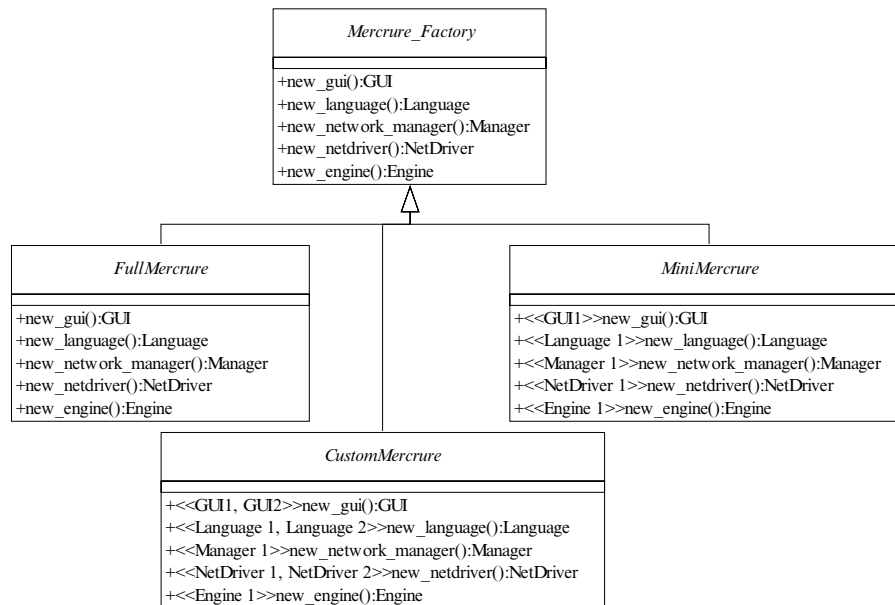 Mercrure_Factory
+new_gui():GUI
+new_language():Language
+new_network_manager():Manager
+new_netdriver():NetDriver
+new_engine():Engine
FullMercrure
+new_gui():GUI
+new_language():Language
+new_network_manager():Manager
+new_netdriver():NetDriver
+new_engine():Engine
MiniMercrure
+<<GUI1>>new_gui():GUI
+<<Language 1>>new_language():Language
+<<Manager 1>>new_network_manager():Manager
+<<NetDriver 1>>new_netdriver():NetDriver
+<<Engine 1>>new_engine():Engine
CustomMercrure
+<<GUI1, GUI2>>new_gui():GUI
+<<Language 1, Language 2>>new_language():Language
+<<Manager 1>>new_network_manager():Manager
+<<NetDriver 1, NetDriver 2>>new_netdriver():NetDriver
+<<Engine 1>>new_engine():Engine